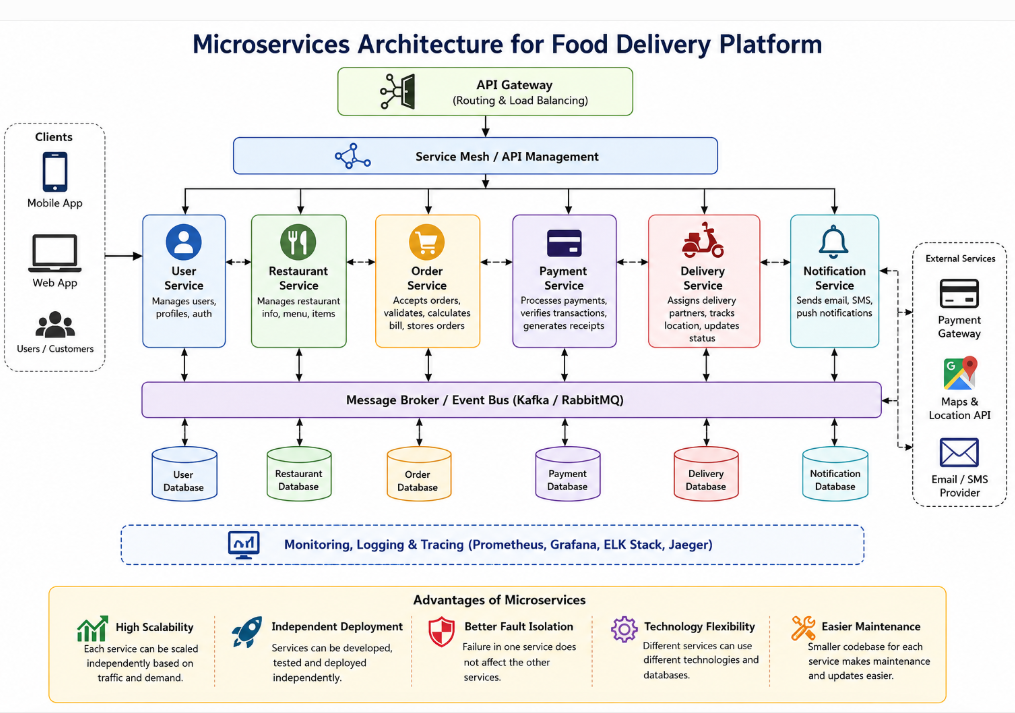 Microservices Architecture for Food Delivery Platform
API Gateway
(Routing & Load Balancing)
Service Mesh / API Management
Clients
Mobile App
Web App
Users / Customers
User
Service
Manages users,
profiles, auth
Restaurant
Service
Manages restaurant
info, menu, items
Order
Service
Accepts orders,
validates, calculates
bill, stores orders
Payment
Service
Processes payments,
verifies transactions,
generates receipts
Delivery
Service
Assigns delivery
partners, tracks
location, updates
status
Notification
Service
Sends email, SMS,
push notifications
External Services
Payment
Gateway
G
Maps &
Location API
Email / SMS
Provider
Message Broker / Event Bus (Kafka / RabbitMQ)
User
Database
Restaurant
Database
Order
Database
Payment
Database
Delivery
Database
Notification
Database
Monitoring, Logging & Tracing (Prometheus, Grafana, ELK Stack, Jaeger)
Advantages of Microservices
High Scalability
Each service can be scaled
independently based on
traffic and demand.
Independent Deployment
Services can be developed,
tested and deployed
independently.
Better Fault Isolation
Failure in one service does
not affect the other
services.
Technology Flexibility
Different services can use
different technologies and
databases.
Easier Maintenance
Smaller codebase for each
service makes maintenance
and updates easier.